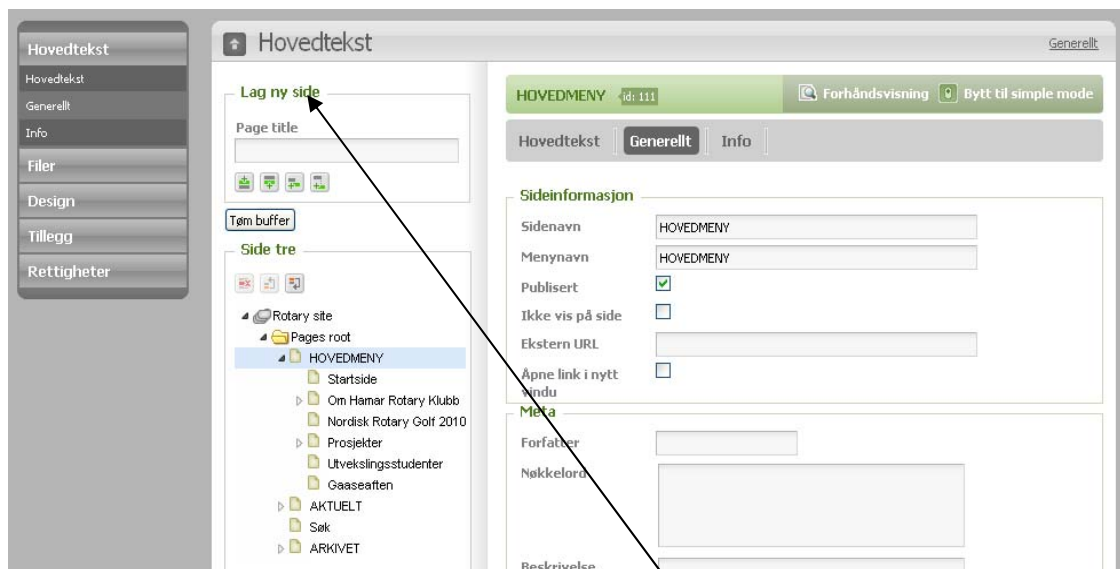 Hovedtekst
Hovedtekst
Generellt
Info
Filer
Design
Tillegg
Rettigheter
Hovedtekst
Generellt
Lag ny side
Page title
Tøm buffer
Side tre
Rotary site
Pages root
HOVEDMENY
Startside
Om Hamar Rotary Klubb
Nordisk Rotary Golf 2010
Prosjekter
Utvekslingsstudenter
Gaaseaften
AKTUELT
Søk
ARKIVET
HOVEDMENY id: 111
Forhåndsvisning Bytt til simple mode
Hovedtekst Generellt Info
Sideinformasjon
Sidenavn HOVEDMENY
Menynavn HOVEDMENY
Publisert
Ikke vis på side
Ekstern URL
Åpne link i nytt
vindu
Meta
Forfatter
Nøkkelord
Beskrivelse